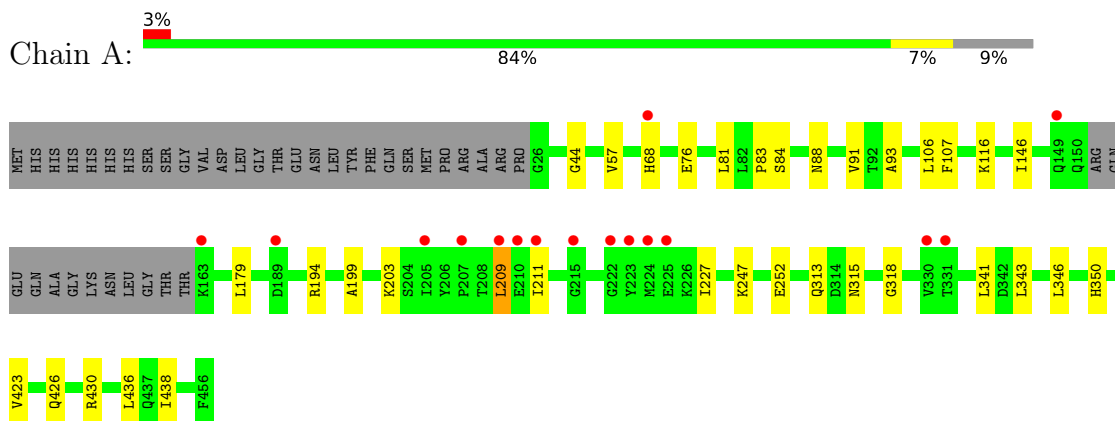 3%
Chain A:
84% 7% 9%
MET HIS HIS HIS HIS HIS HIS SER SER GLY VAL ASP LEU GLY THR GLU ASN LEU TYR PHE GLN SER MET PRO ARG ALA ARG PRO G26 G44 V57 H68 E76 L81 L82 P83 S84 N88 V91 T92 A93 L106 F107 K116 I146 Q149 Q150 ARG GLN
GLU GLN ALA GLY LYS ASN LEU GLY THR THR K163 L179 D189 R194 A199 K203 S204 I205 Y206 P207 T208 L209 E210 I211 G215 G222 Y223 M224 E225 K226 I227 K247 E252 Q313 D314 N315 G318 V330 T331 L341 D342 L343 L346 H350
V423 Q426 R430 L436 Q437 I438 F456